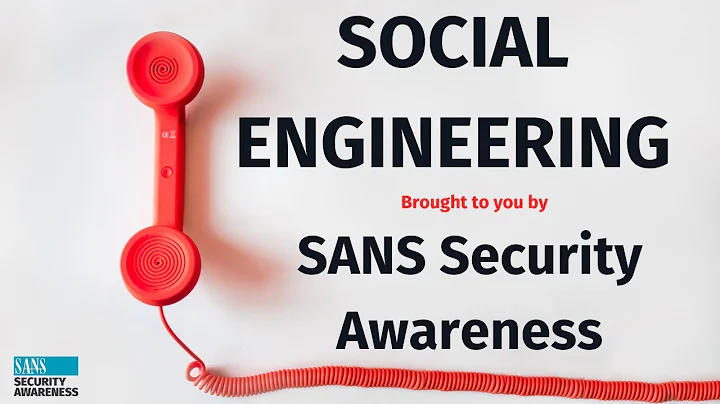 SOCIAL
ENGINEERING
Brought to you by
SANS Security
Awareness
SANS
SECURITY
AWARENESS